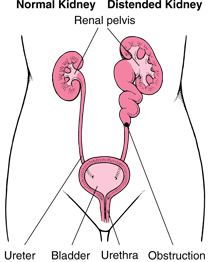 Normal Kidney Distended Kidney
Renal pelvis
Ureter Bladder Urethra Obstruction